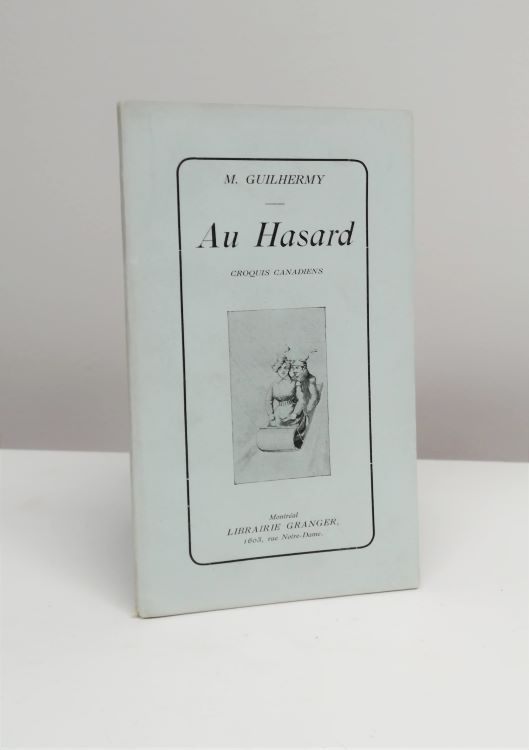 M. GUILHERMY
Au Hasard
CROQUIS CANADIENS
Montréal
LIBRAIRIE GRANGER,
1603, rue Notre-Dame.